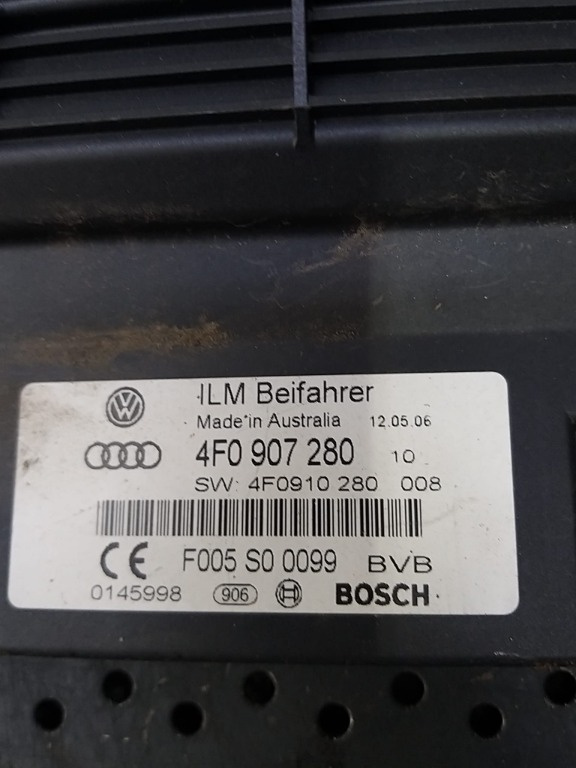 ILM Beifahrer
Made in Australia 12.05.06
4F0 907 280 10
SW: 4F0910 280 008
CE F005 S0 0099 BVB
0145998 906 BOSCH